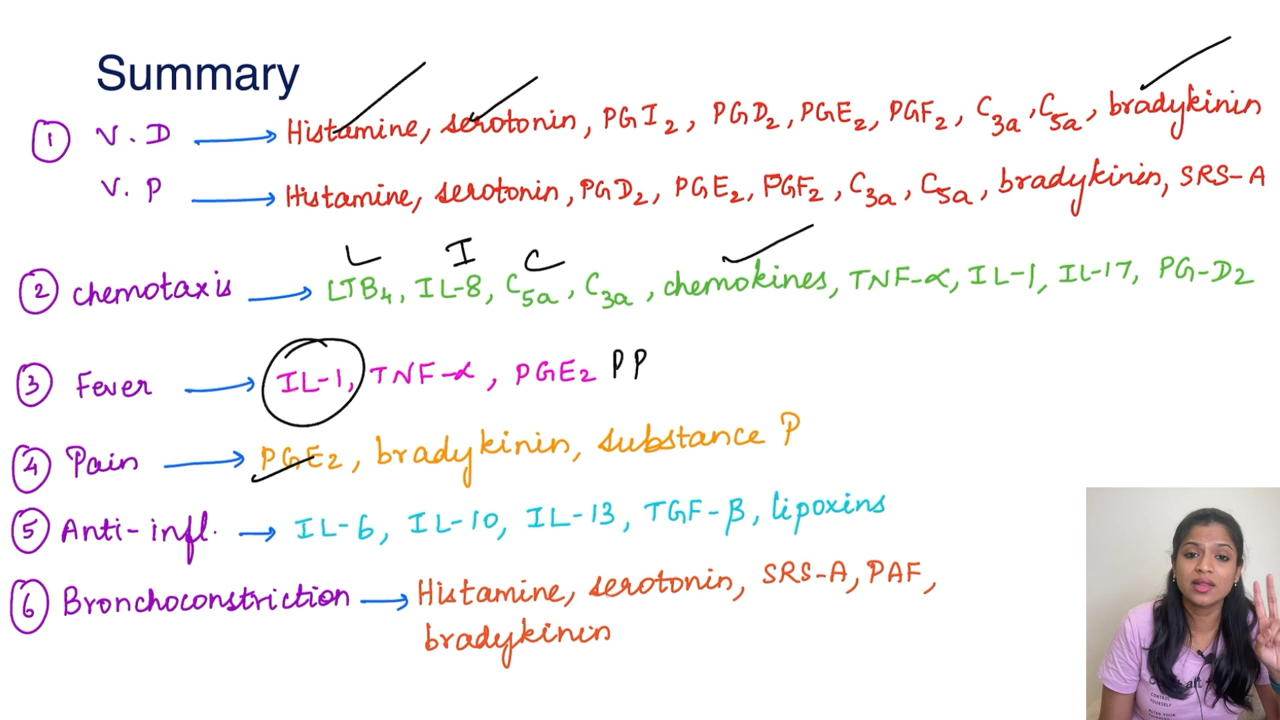 Summary
① V.D → Histamine, serotonin, PGI₂, PGD₂, PGE₂, PGF₂, C₃ₐ, C₅ₐ, bradykinin
V.P → Histamine, serotonin, PGD₂, PGE₂, PGF₂, C₃ₐ, C₅ₐ, bradykinin, SRS-A
L I C
② chemotaxis → LTB₄, IL-8, C₅ₐ, C₃ₐ, chemokines, TNF-α, IL-1, IL-17, PG-D2
③ Fever → IL-1, TNF-α, PGE2 PP
④ Pain → PGE2, bradykinin, substance P
⑤ Anti-infl. → IL-6, IL-10, IL-13, TGF-β, lipoxins
⑥ Bronchoconstriction → Histamine, serotonin, SRS-A, PAF,
bradykinin
alt
CONTROL
YOURSELF